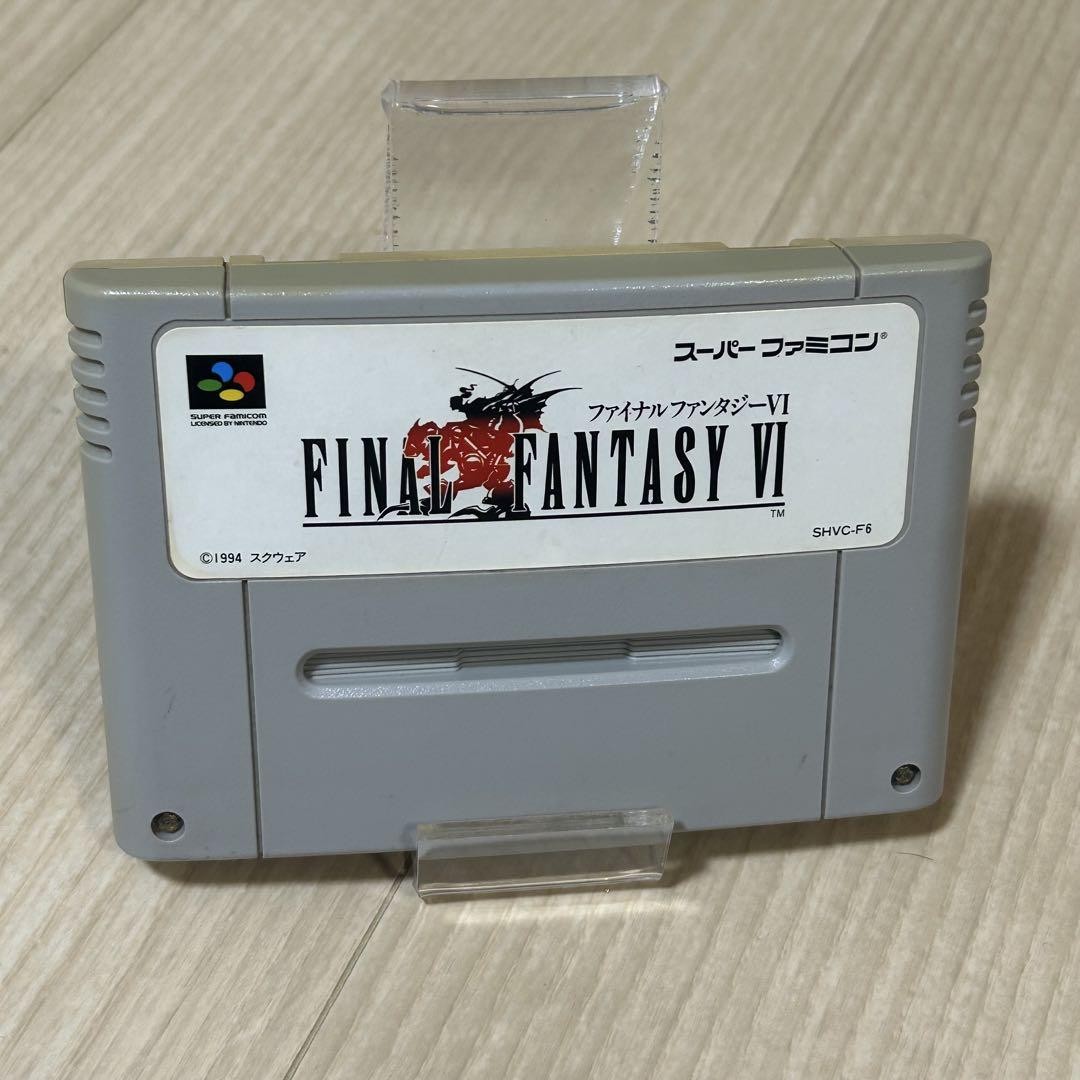 スーパーファミコン®
SUPER FAMICOM
LICENSED BY NINTENDO
ファイナルファンタジーVI
FINAL FANTASY VI
TM
SHVC-F6
©1994 スクウェア